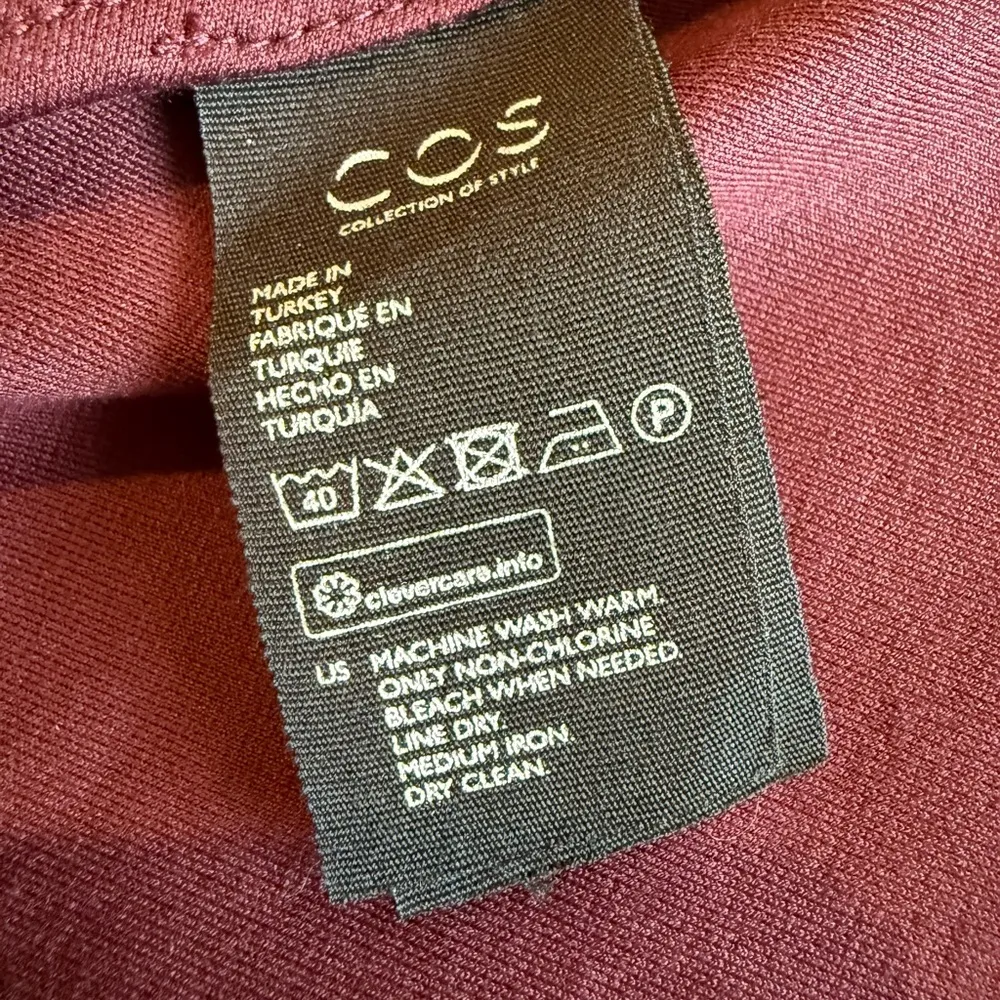 COS
COLLECTION OF STYLE
MADE IN
TURKEY
FABRIQUÉ EN
TURQUIE
HECHO EN
TURQUÍA
40
P
clevercare.info
US MACHINE WASH WARM.
ONLY NON-CHLORINE
BLEACH WHEN NEEDED.
LINE DRY.
MEDIUM IRON.
DRY CLEAN.